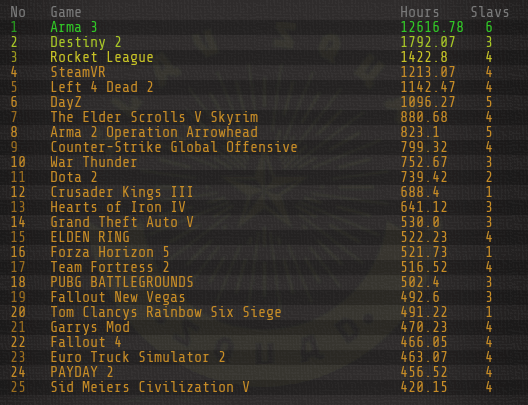 No Game Hours Slavs
1 Arma 3 12616.78 6
2 Destiny 2 1792.07 3
3 Rocket League 1422.8 4
4 SteamVR 1213.07 4
5 Left 4 Dead 2 1142.47 4
6 DayZ 1096.27 5
7 The Elder Scrolls V Skyrim 880.68 4
8 Arma 2 Operation Arrowhead 823.1 5
9 Counter-Strike Global Offensive 799.32 4
10 War Thunder 752.67 3
11 Dota 2 739.42 2
12 Crusader Kings III 688.4 1
13 Hearts of Iron IV 641.12 3
14 Grand Theft Auto V 530.0 3
15 ELDEN RING 522.23 4
16 Forza Horizon 5 521.73 1
17 Team Fortress 2 516.52 4
18 PUBG BATTLEGROUNDS 502.4 3
19 Fallout New Vegas 492.6 3
20 Tom Clancys Rainbow Six Siege 491.22 1
21 Garrys Mod 470.23 4
22 Fallout 4 466.05 4
23 Euro Truck Simulator 2 463.07 4
24 PAYDAY 2 456.52 4
25 Sid Meiers Civilization V 420.15 4